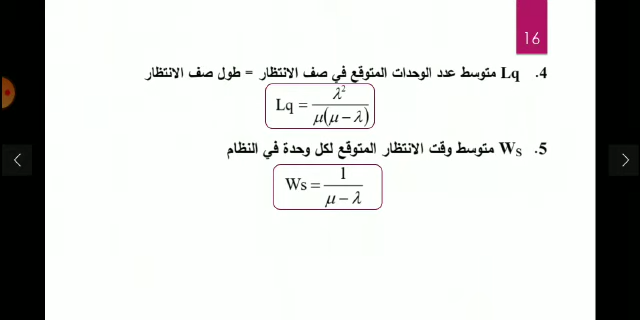 16
4. Lq متوسط عدد الوحدات المتوقع في صف الانتظار = طول صف الانتظار
Lq = λ² / μ(μ − λ)
5. Ws متوسط وقت الانتظار المتوقع لكل وحدة في النظام
Ws = 1 / μ − λ